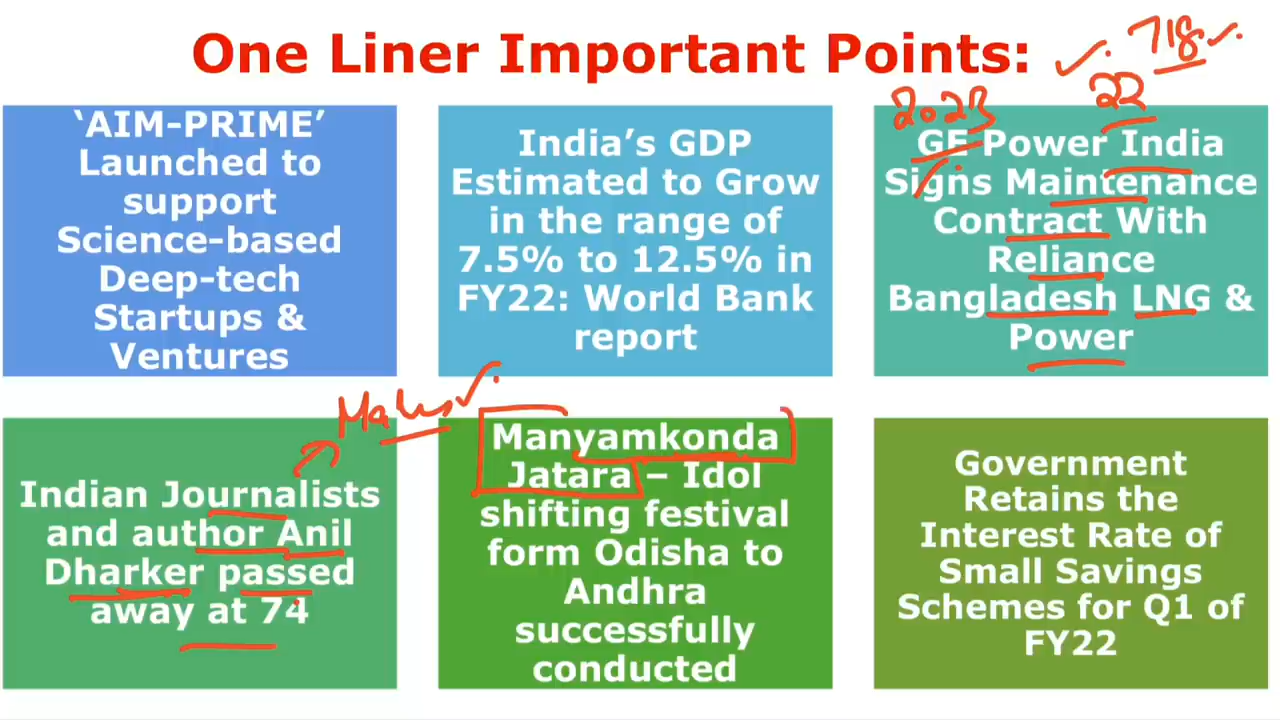 One Liner Important Points:
718
22
2023
'AIM-PRIME'
Launched to
support
Science-based
Deep-tech
Startups &
Ventures
India's GDP
Estimated to Grow
in the range of
7.5% to 12.5% in
FY22: World Bank
report
GE Power India
Signs Maintenance
Contract With
Reliance
Bangladesh LNG &
Power
Indian Journalists
and author Anil
Dharker passed
away at 74
Manyamkonda
Jatara – Idol
shifting festival
form Odisha to
Andhra
successfully
conducted
Government
Retains the
Interest Rate of
Small Savings
Schemes for Q1 of
FY22